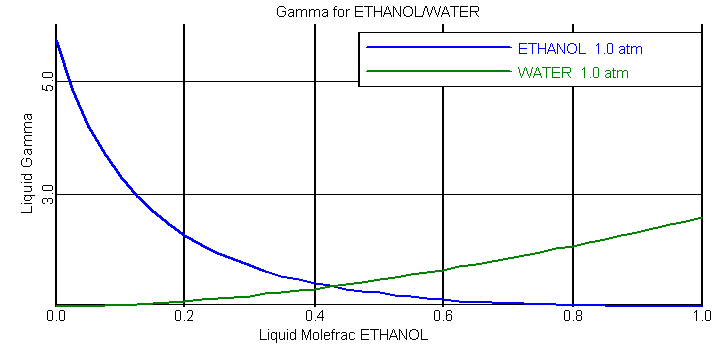 Gamma for ETHANOL/WATER
ETHANOL 1.0 atm
WATER 1.0 atm
5.0
3.0
Liquid Gamma
0.0 0.2 0.4 0.6 0.8 1.0
Liquid Molefrac ETHANOL